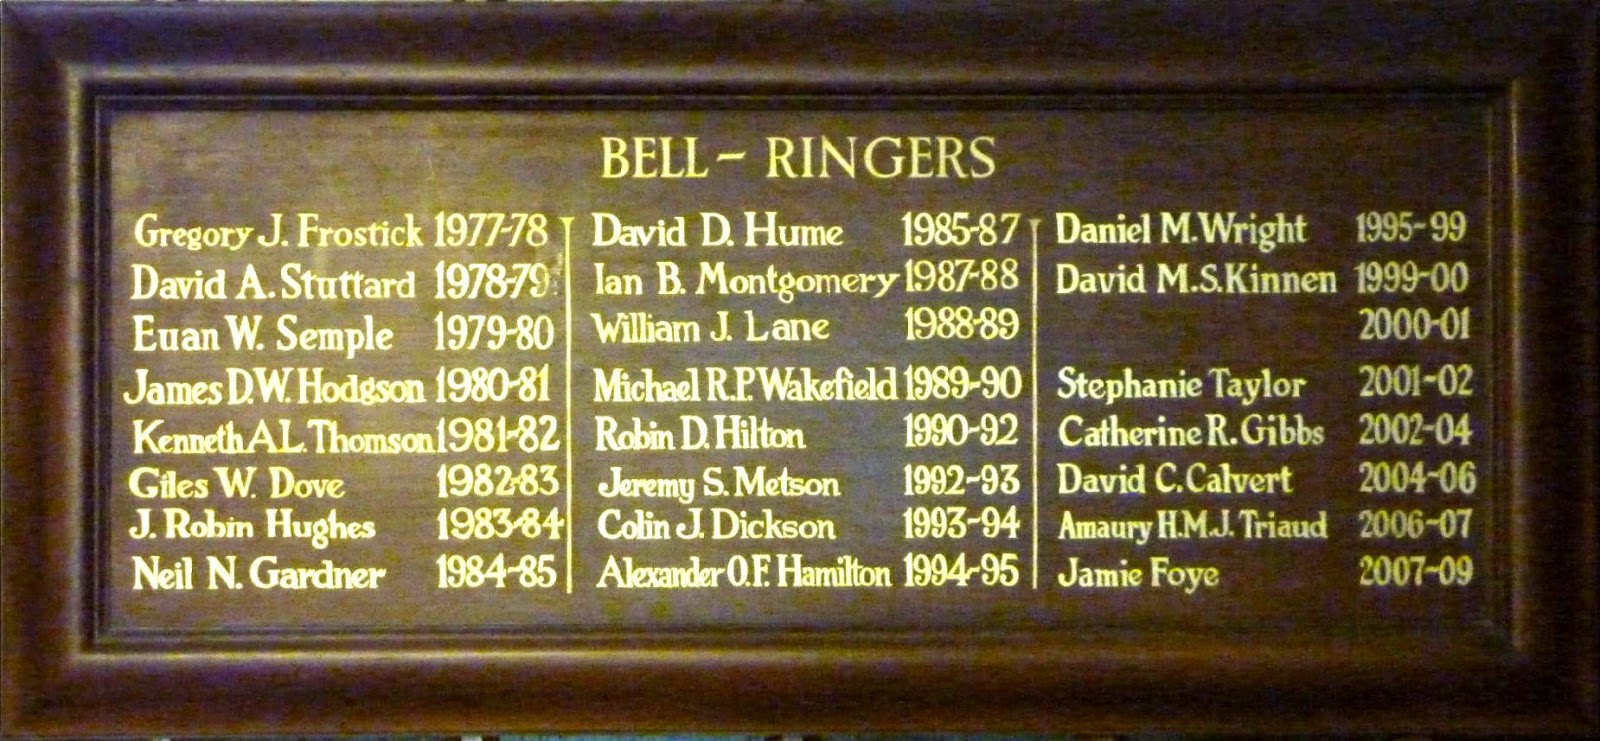 BELL - RINGERS
Gregory J. Frostick 1977-78
David A. Stuttard 1978-79
Euan W. Semple 1979-80
James D.W. Hodgson 1980-81
Kenneth A.L. Thomson 1981-82
Giles W. Dove 1982-83
J. Robin Hughes 1983-84
Neil N. Gardner 1984-85
David D. Hume 1985-87
Ian B. Montgomery 1987-88
William J. Lane 1988-89
Michael R.P. Wakefield 1989-90
Robin D. Hilton 1990-92
Jeremy S. Metson 1992-93
Colin J. Dickson 1993-94
Alexander O.F. Hamilton 1994-95
Daniel M. Wright 1995-99
David M.S. Kinnen 1999-00
2000-01
Stephanie Taylor 2001-02
Catherine R. Gibbs 2002-04
David C. Calvert 2004-06
Amaury H.M.J. Triaud 2006-07
Jamie Foye 2007-09